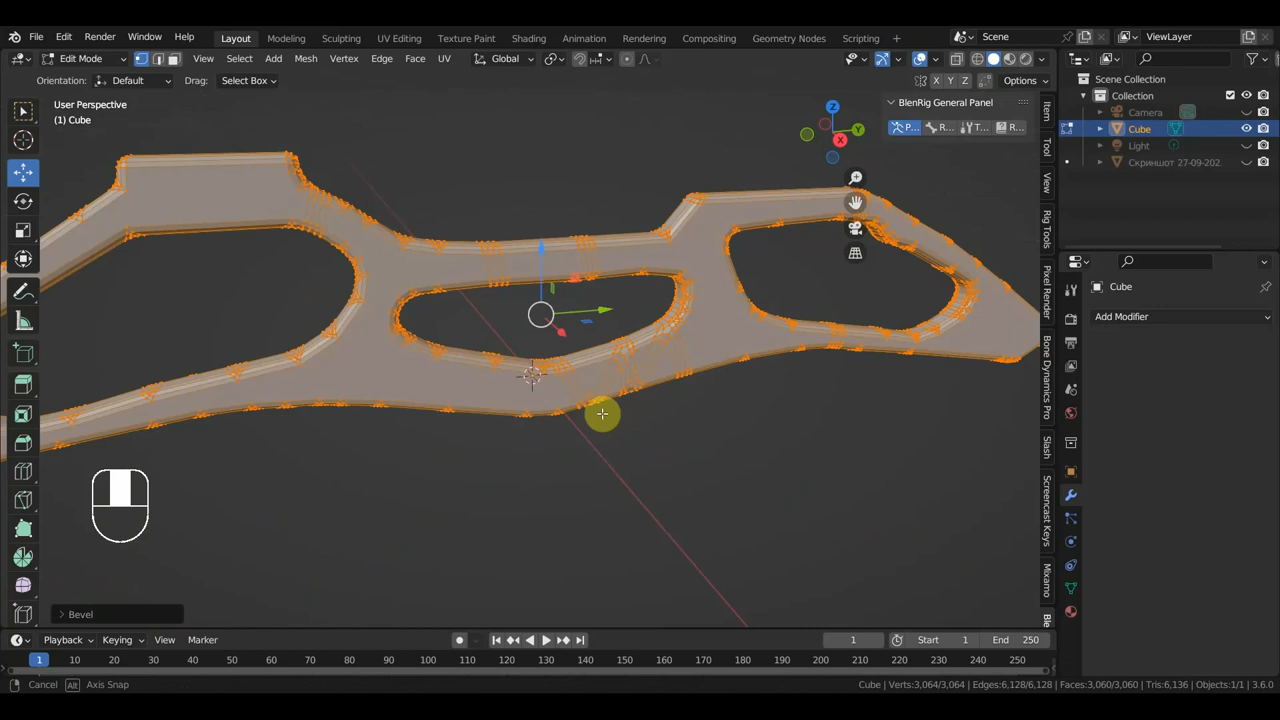 File Edit Render Window Help Layout Modeling Sculpting UV Editing Texture Paint Shading Animation Rendering Compositing Geometry Nodes Scripting Scene ViewLayer
Edit Mode View Select Add Mesh Vertex Edge Face UV Global
Orientation: Default Drag: Select Box X Y Z Options
User Perspective
(1) Cube
BlenRig General Panel
P... R... T... R...
Z
Y
X
Item
Tool
View
Rig Tools
Pixel Render
Bone Dynamics Pro
Slash
Screencast Keys
Mixamo
Ble
Scene Collection
Collection
Camera
Cube
Light
Скриншот 27-09-202
Cube
Add Modifier
Bevel
Playback Keying View Marker 1 Start 1 End 250
1 10 20 30 40 50 60 70 80 90 100 110 120 130 140 150 160 170 180 190 200 210 220 230 240 250
Cancel Alt Axis Snap Cube | Verts:3,064/3,064 | Edges:6,128/6,128 | Faces:3,060/3,060 | Tris:6,136 | Objects:1/1 | 3.6.0